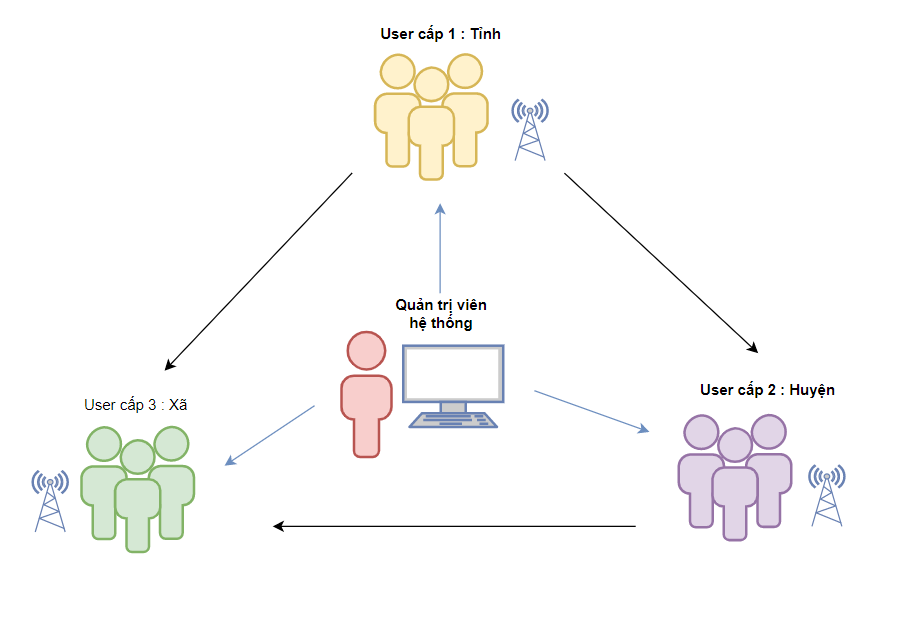 User cấp 1 : Tỉnh
Quản trị viên
hệ thống
User cấp 3 : Xã
User cấp 2 : Huyện